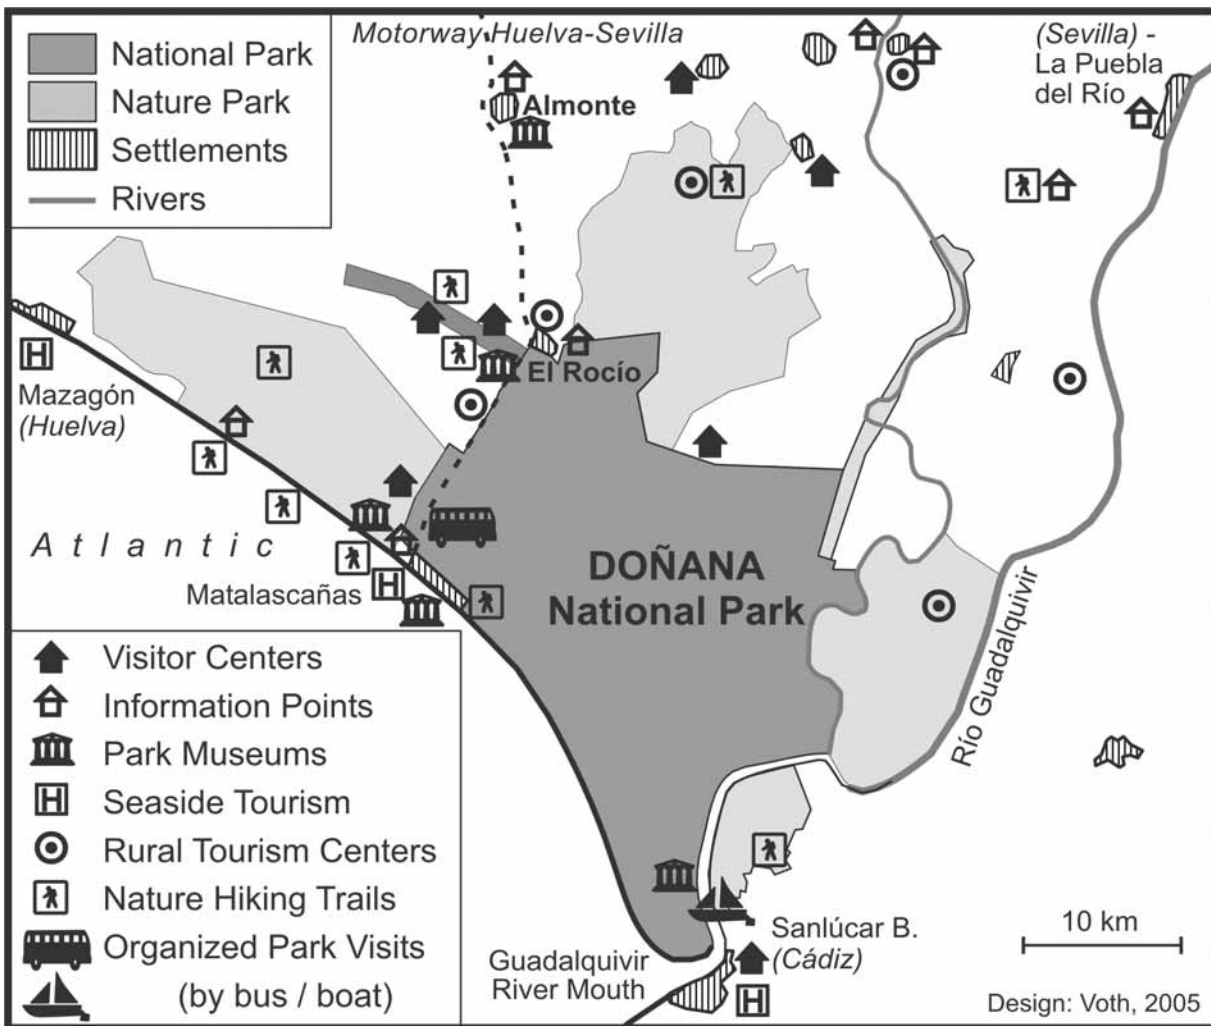 National Park
Nature Park
Settlements
Rivers
Motorway Huelva-Sevilla
(Sevilla) -
La Puebla
del Río
Almonte
El Rocío
Mazagón
(Huelva)
Atlantic
Matalascañas
DOÑANA
National Park
Río Guadalquivir
Visitor Centers
Information Points
Park Museums
H Seaside Tourism
Rural Tourism Centers
Nature Hiking Trails
Organized Park Visits
(by bus / boat)
H
H
H
Sanlúcar B.
(Cádiz)
Guadalquivir
River Mouth
10 km
Design: Voth, 2005